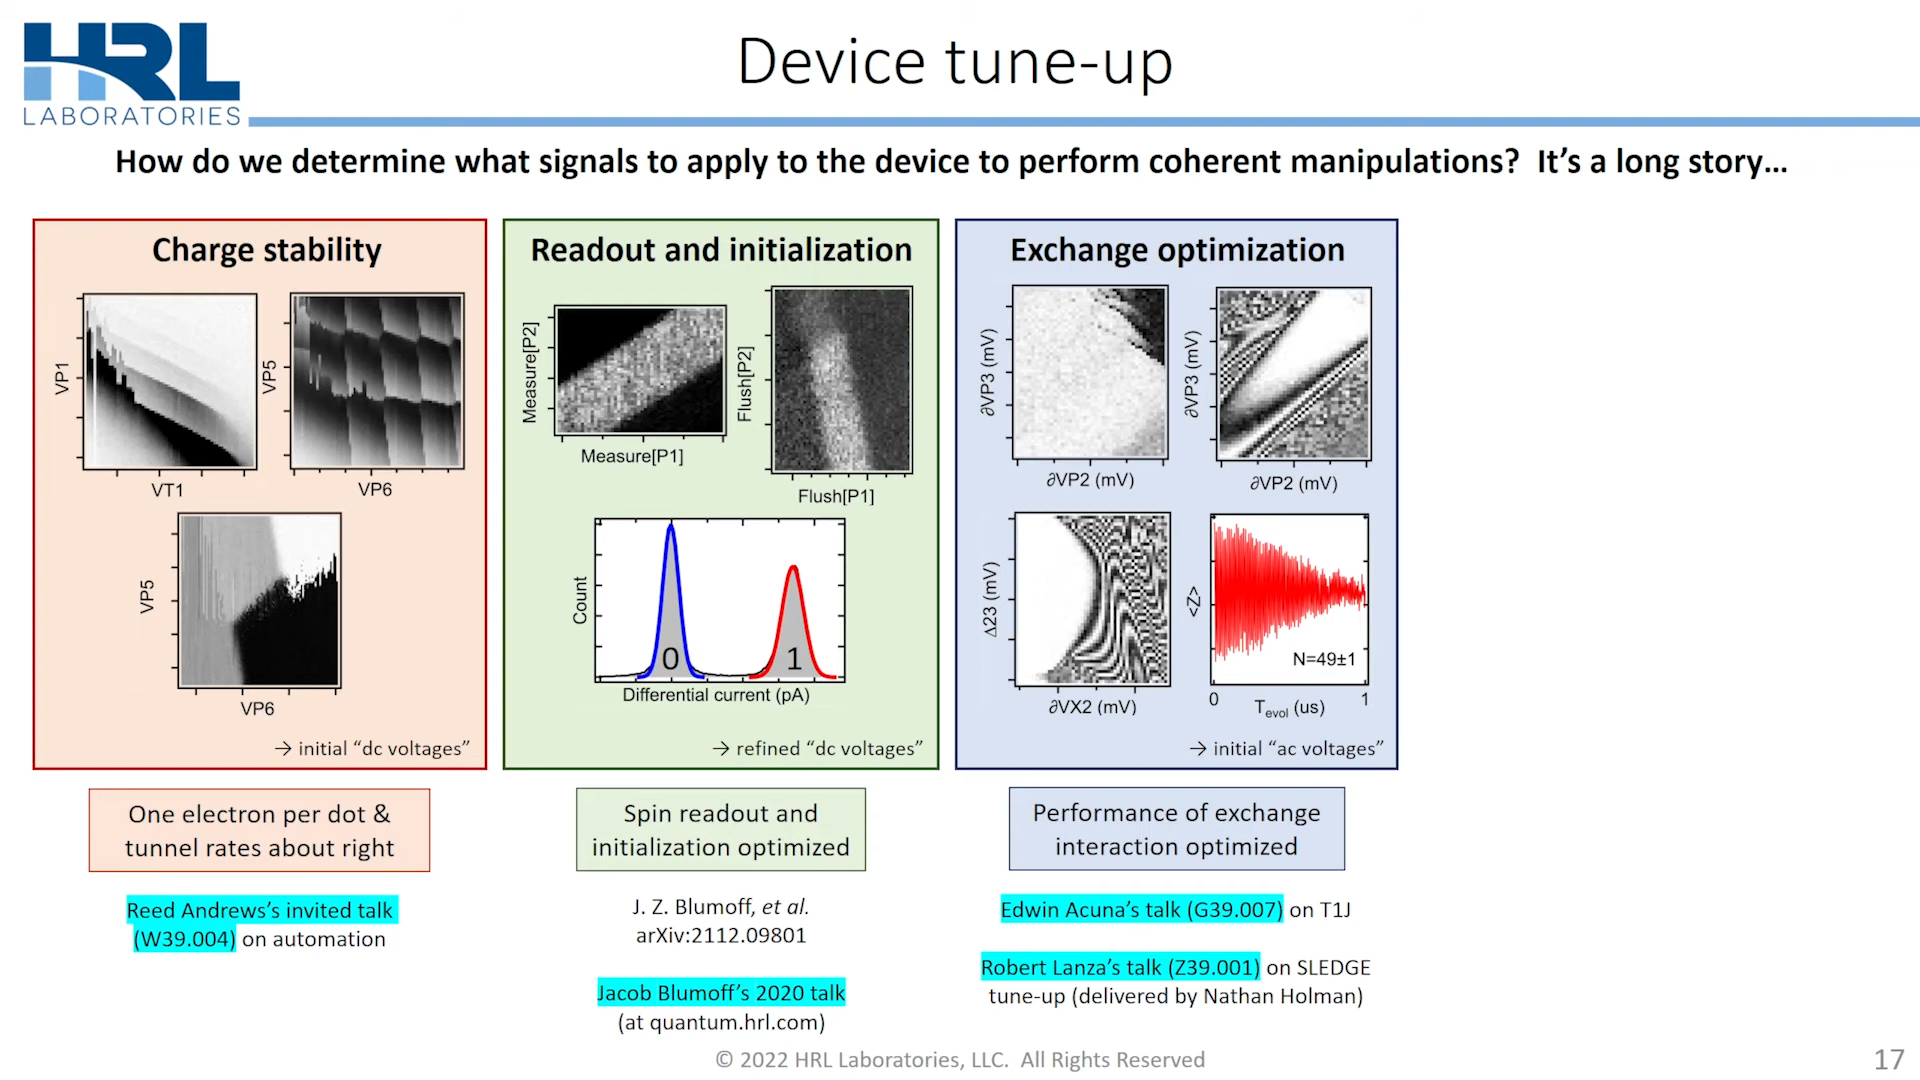 HRL
LABORATORIES
Device tune-up
How do we determine what signals to apply to the device to perform coherent manipulations? It's a long story...
Charge stability
VP1
VT1
VP5
VP6
VP5
VP6
→ initial “dc voltages”
One electron per dot &
tunnel rates about right
Reed Andrews’s invited talk
(W39.004) on automation
Readout and initialization
Measure[P2]
Measure[P1]
Flush[P2]
Flush[P1]
Count
0
1
Differential current (pA)
→ refined “dc voltages”
Spin readout and
initialization optimized
J. Z. Blumoff, et al.
arXiv:2112.09801
Jacob Blumoff’s 2020 talk
(at quantum.hrl.com)
Exchange optimization
∂VP3 (mV)
∂VP2 (mV)
∂VP3 (mV)
∂VP2 (mV)
Δ23 (mV)
∂VX2 (mV)
<Z>
N=49±1
0
1
Tevol (us)
→ initial “ac voltages”
Performance of exchange
interaction optimized
Edwin Acuna’s talk (G39.007) on T1J
Robert Lanza’s talk (Z39.001) on SLEDGE
tune-up (delivered by Nathan Holman)
© 2022 HRL Laboratories, LLC. All Rights Reserved
17